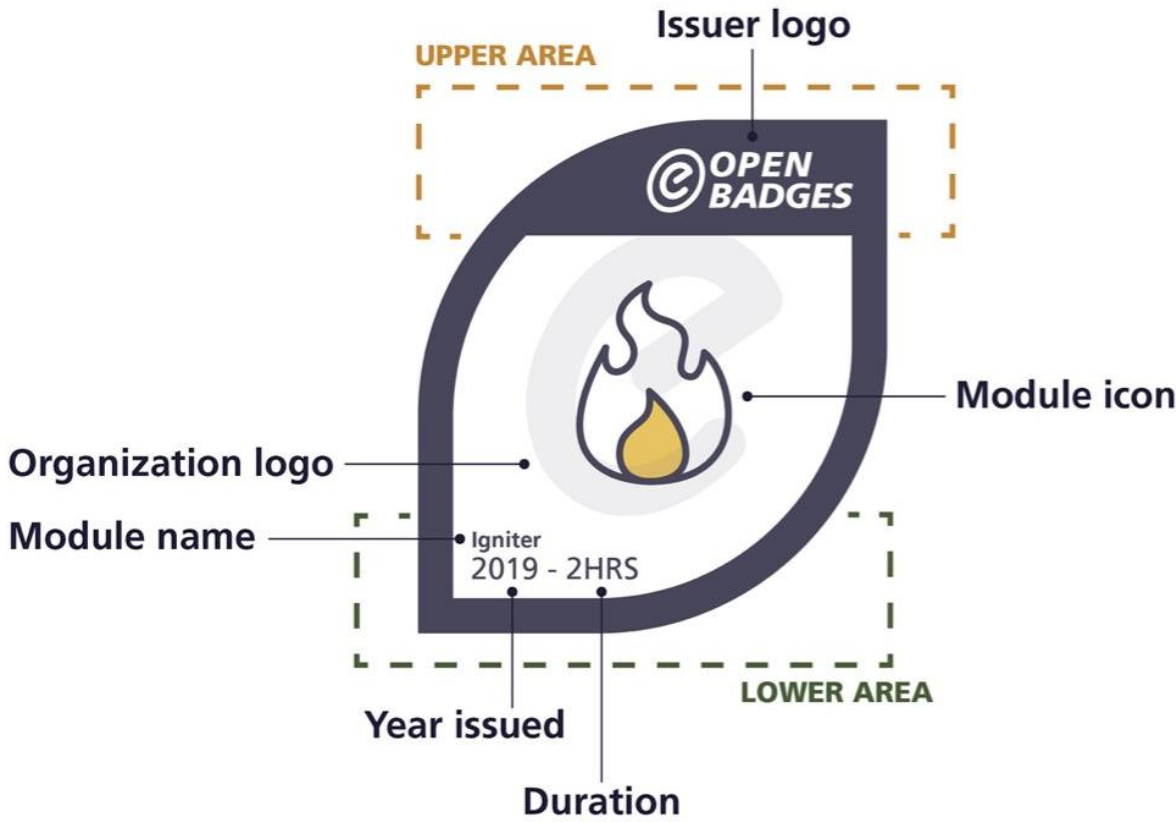 Issuer logo
UPPER AREA
OPEN
BADGES
Module icon
Organization logo
Module name
Igniter
2019 - 2HRS
LOWER AREA
Year issued
Duration